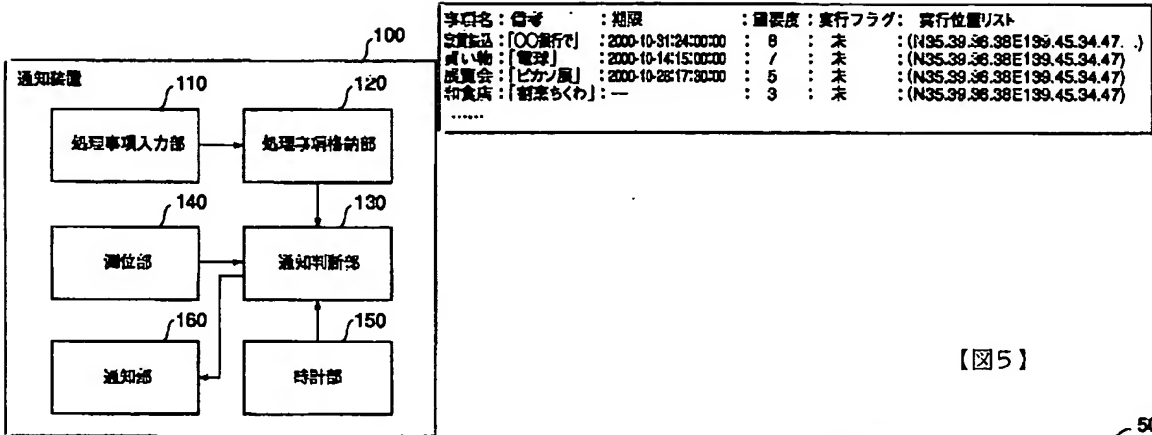 100
通知装置
110
処理事項入力部
120
処理事項格納部
140
測位部
130
通知判断部
160
通知部
150
時計部
事項名：備考：期限：重要度：実行フラグ：実行位置リスト
「〇〇銀行で」：2000-10-31:24:00:00：8：未：(N35.39.36.38E139.45.34.47. .)
買い物：「電球」：2000-10-14:15:00:00：7：未：(N35.39.36.38E139.45.34.47)
展覧会：「ピカソ展」：2000-10-28:17:30:00：5：未：(N35.39.36.38E139.45.34.47)
和食店：「割烹ちくわ」：—：3：未：(N35.39.36.38E139.45.34.47)
......
【図5】